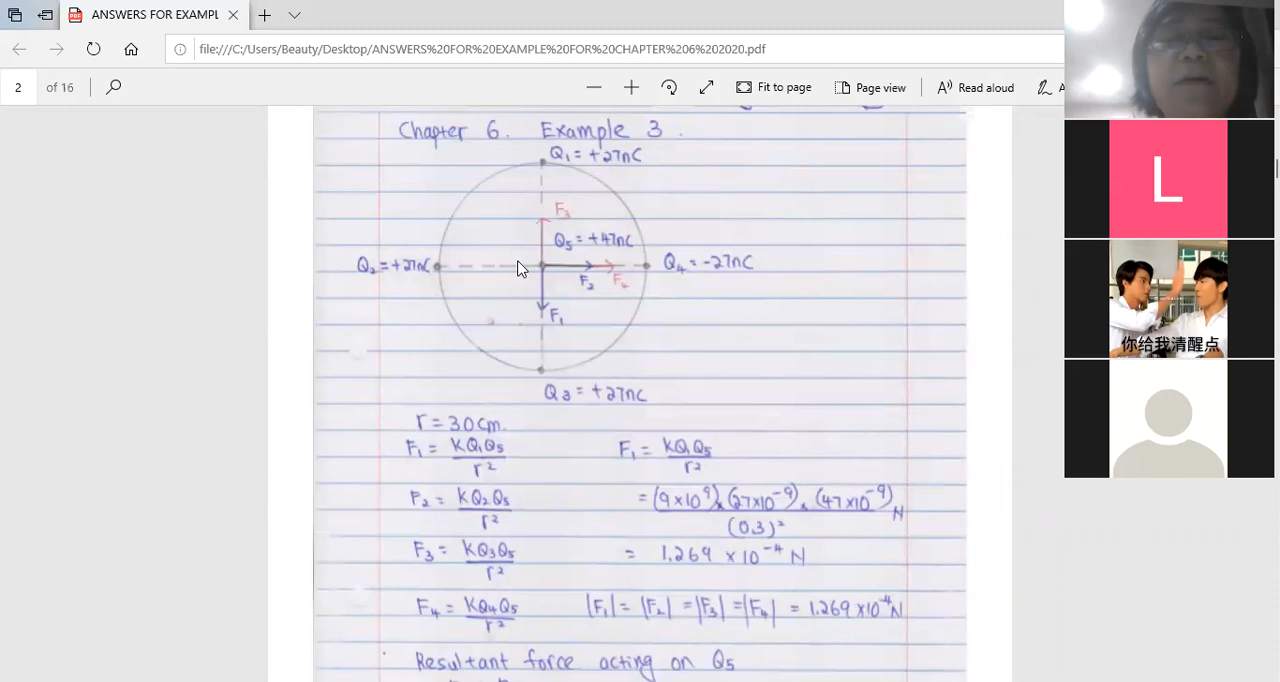 ANSWERS FOR EXAMPL
file:///C:/Users/Beauty/Desktop/ANSWERS%20FOR%20EXAMPLE%20FOR%20CHAPTER%206%202020.pdf
2 of 16
Fit to page
Page view
Read aloud
Chapter 6. Example 3.
Q₁ = +27nC
F₃
Q₅ = +47nC
Q₂ = +27nC
Q₄ = -27nC
F₂
F₄
F₁
Q₃ = +27nC
r = 30cm.
F₁ = KQ₁Q₅ / r²
F₁ = KQ₁Q₅ / r²
F₂ = KQ₂Q₅ / r²
= (9×10⁹)×(27×10⁻⁹)×(47×10⁻⁹) / (0.3)² N
F₃ = KQ₃Q₅ / r²
= 1.269 × 10⁻⁴ N
F₄ = KQ₄Q₅ / r²
|F₁| = |F₂| = |F₃| = |F₄| = 1.269×10⁻⁴ N
Resultant force acting on Q₅
L
你给我清醒点